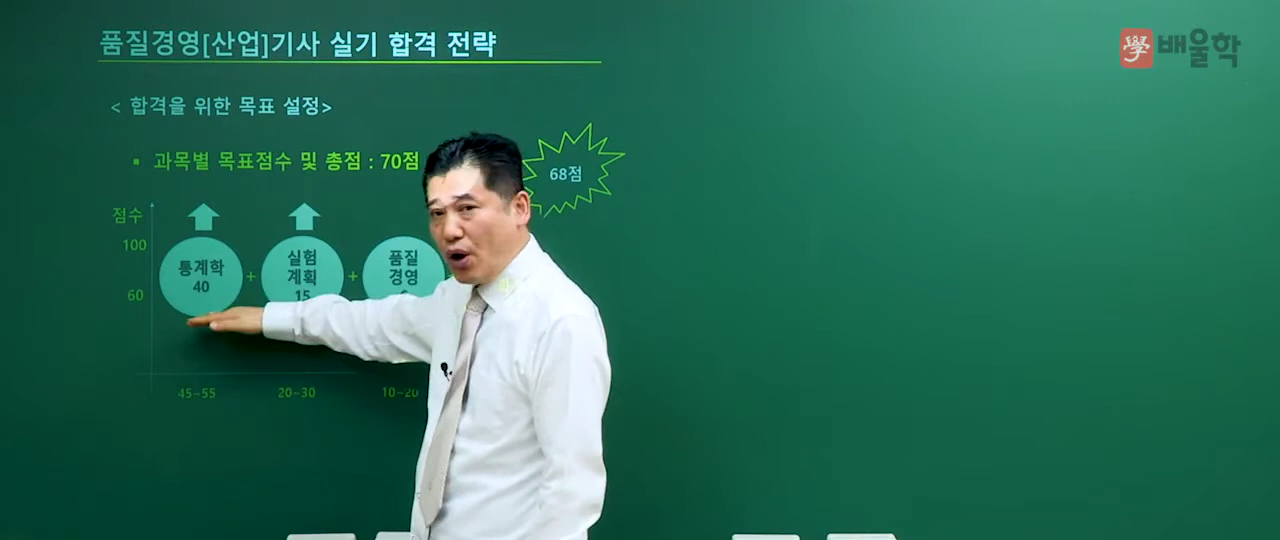 품질경영[산업]기사 실기 합격 전략
學 배울학
< 합격을 위한 목표 설정>
▪ 과목별 목표점수 및 총점 : 70점
68점
점수
100
60
통계학
40
+
실험
계획
15
+
품질
경영
45~55
20~30
10~20